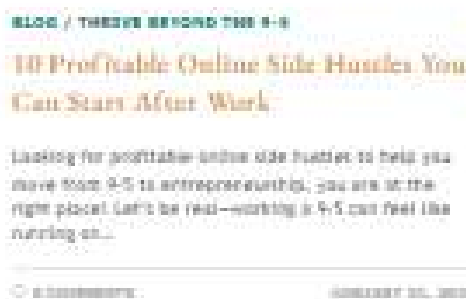 BLOG / THRIVE BEYOND THE 9-5
10 Profitable Online Side Hustles You
Can Start After Work
Looking for profitable online side hustles to help you
move from 9-5 to entrepreneurship, you are at the
right place! Let's be real—working a 9-5 can feel like
running on...
COMMENTS